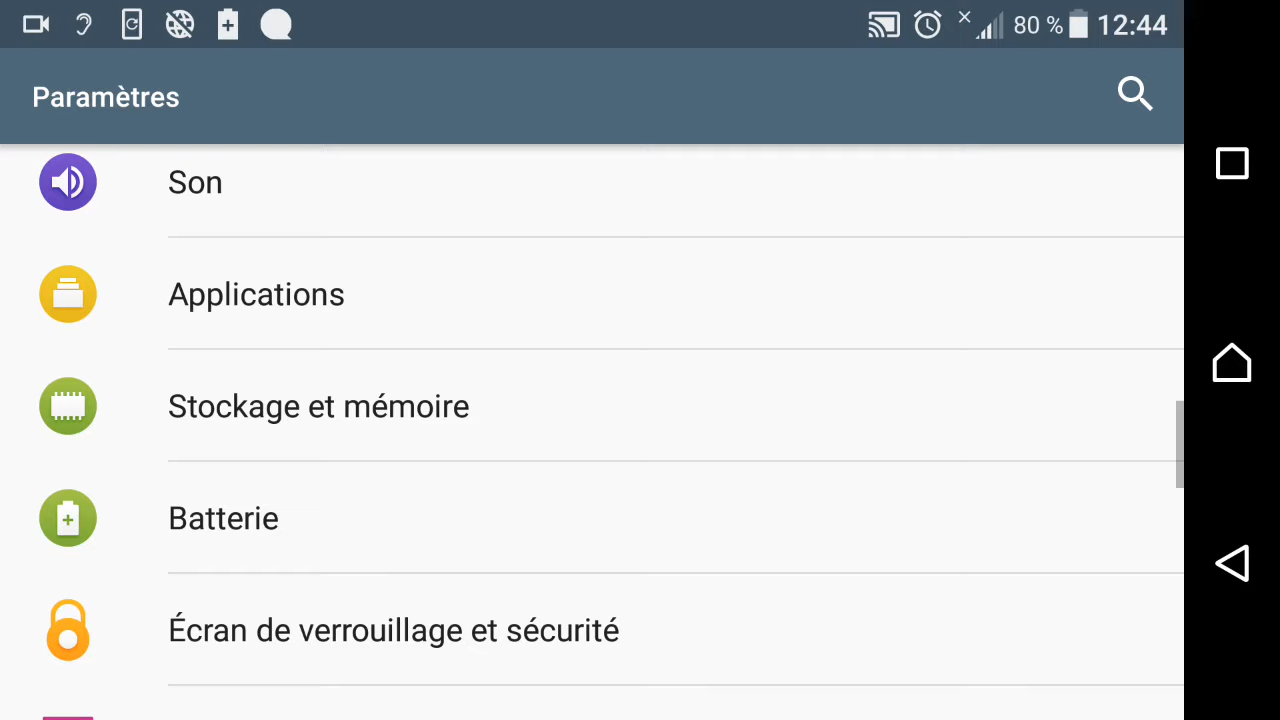 80 % 12:44
Paramètres
Son
Applications
Stockage et mémoire
Batterie
Écran de verrouillage et sécurité